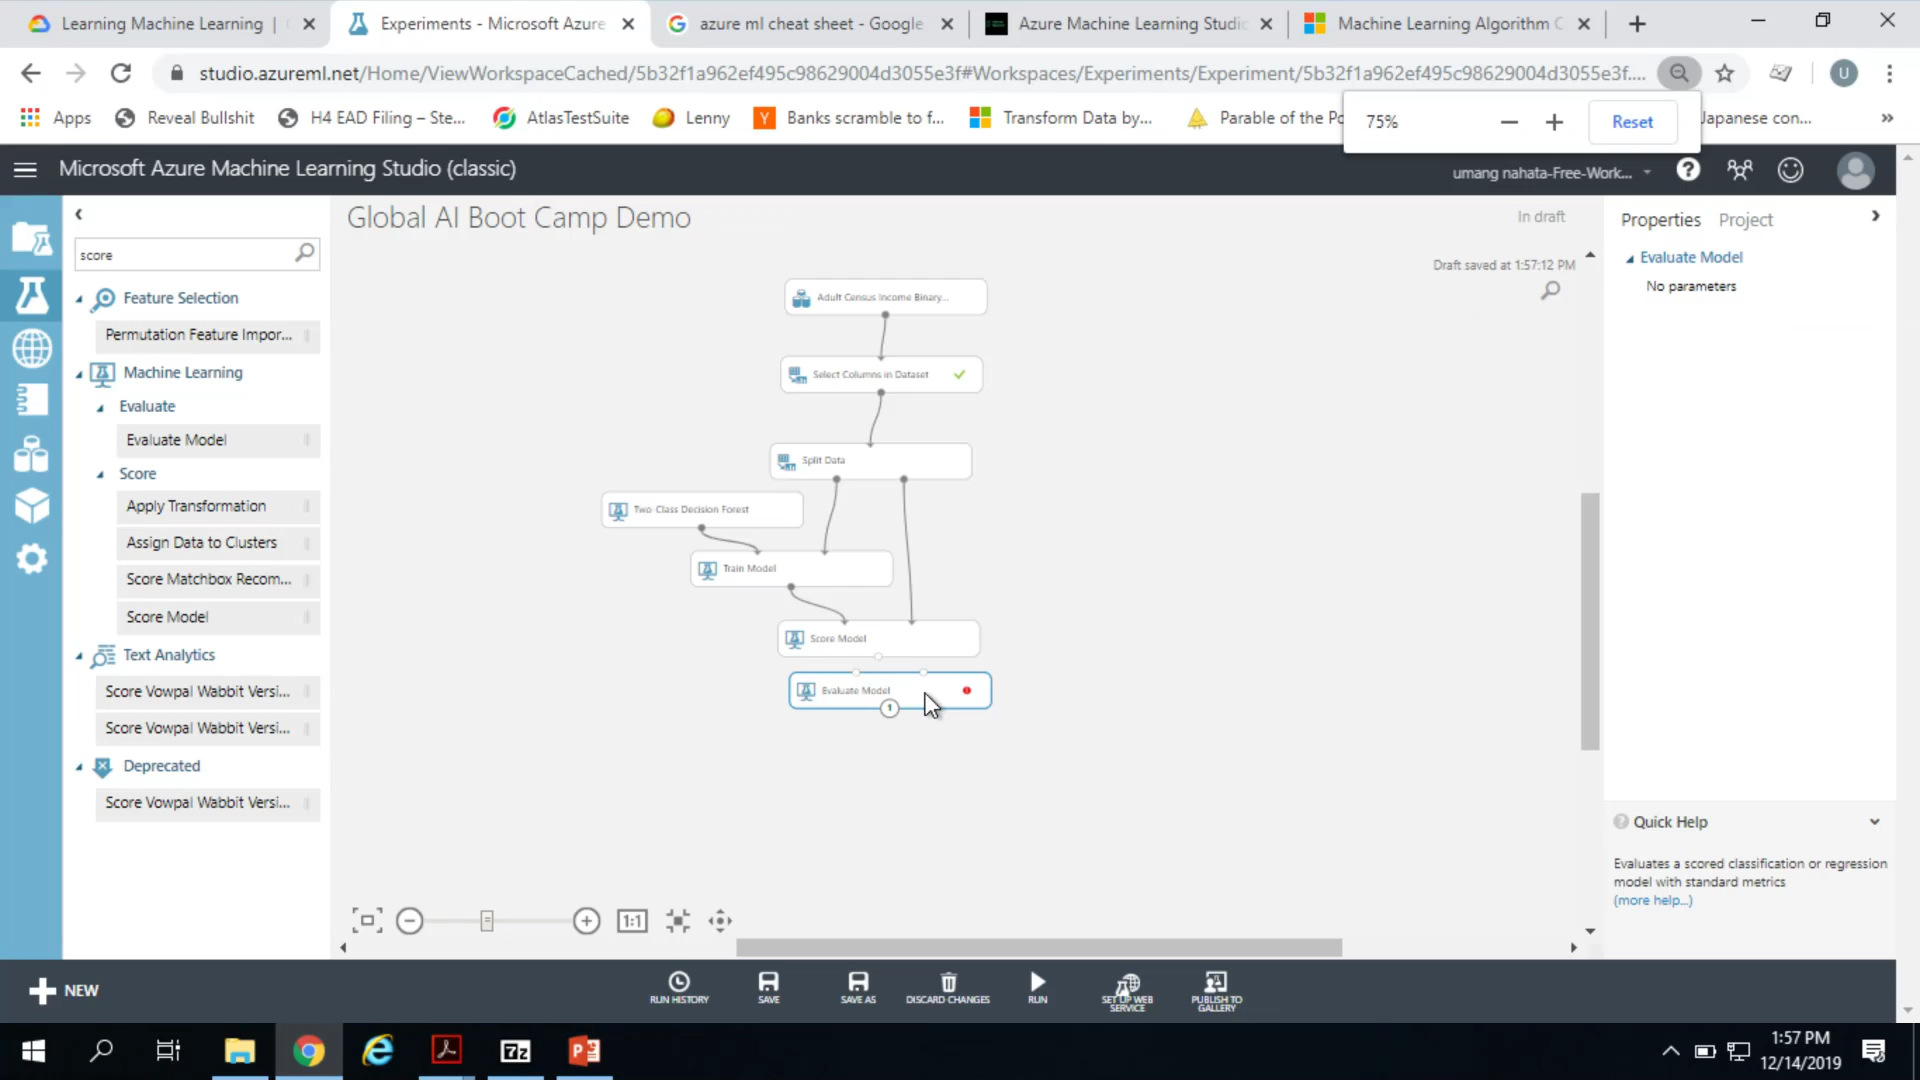 Learning Machine Learning |
Experiments - Microsoft Azure
azure ml cheat sheet - Google
Azure Machine Learning Studio
Machine Learning Algorithm C
studio.azureml.net/Home/ViewWorkspaceCached/5b32f1a962ef495c98629004d3055e3f#Workspaces/Experiments/Experiment/5b32f1a962ef495c98629004d3055e3f....
U
Apps
Reveal Bullshit
H4 EAD Filing – Ste...
AtlasTestSuite
Lenny
Y
Banks scramble to f...
Transform Data by...
Parable of the Po
75%
Reset
Japanese con...
»
Microsoft Azure Machine Learning Studio (classic)
umang nahata-Free-Work...
?
score
Feature Selection
Permutation Feature Impor...
Machine Learning
Evaluate
Evaluate Model
Score
Apply Transformation
Assign Data to Clusters
Score Matchbox Recom...
Score Model
Text Analytics
Score Vowpal Wabbit Versi...
Score Vowpal Wabbit Versi...
Deprecated
Score Vowpal Wabbit Versi...
Global AI Boot Camp Demo
In draft
Draft saved at 1:57:12 PM
Adult Census Income Binary...
Select Columns in Dataset
Split Data
Two-Class Decision Forest
Train Model
Score Model
Evaluate Model
1
1:1
Properties
Project
Evaluate Model
No parameters
Quick Help
Evaluates a scored classification or regression
model with standard metrics
(more help...)
NEW
RUN HISTORY
SAVE
SAVE AS
DISCARD CHANGES
RUN
SET UP WEB
SERVICE
PUBLISH TO
GALLERY
7z
1:57 PM
12/14/2019